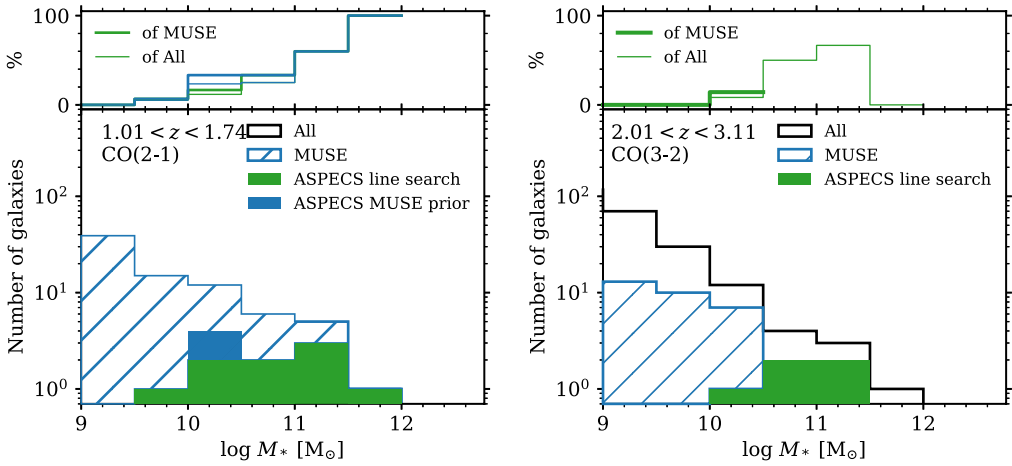 100
%
0
of MUSE
of All
1.01 < z < 1.74
CO(2-1)
All
MUSE
ASPECS line search
ASPECS MUSE prior
Number of galaxies
10²
10¹
10⁰
9 10 11 12
log M∗ [M⊙]
100
%
0
of MUSE
of All
2.01 < z < 3.11
CO(3-2)
All
MUSE
ASPECS line search
Number of galaxies
10²
10¹
10⁰
9 10 11 12
log M∗ [M⊙]